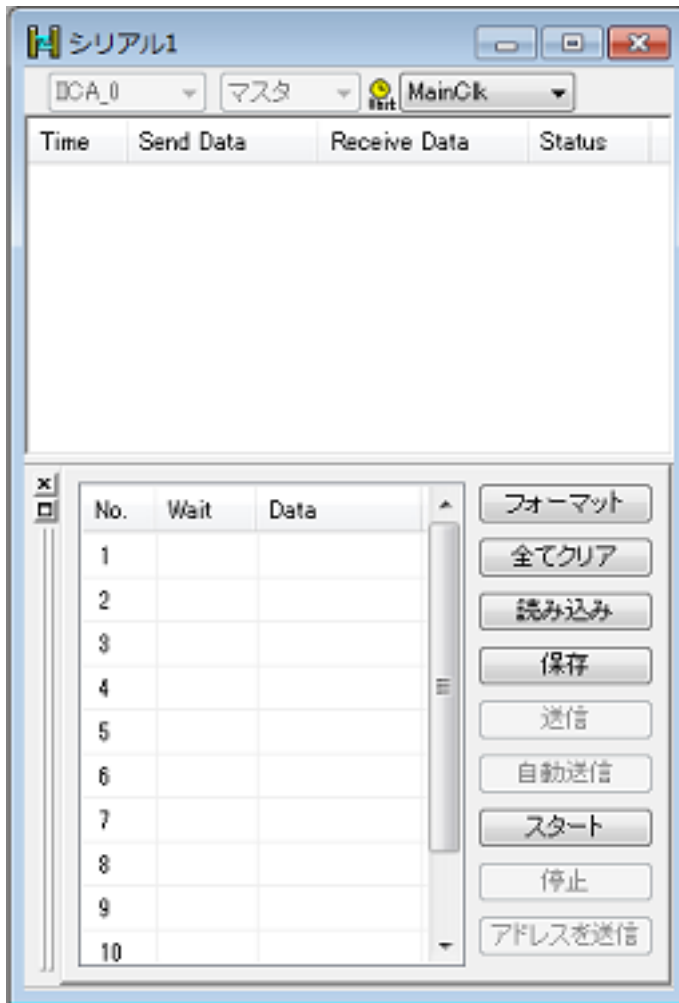 シリアル1
IICA_0 マスタ 8bit MainClk
Time Send Data Receive Data Status
No. Wait Data
1
2
3
4
5
6
7
8
9
10
フォーマット
全てクリア
読み込み
保存
送信
自動送信
スタート
停止
アドレスを送信